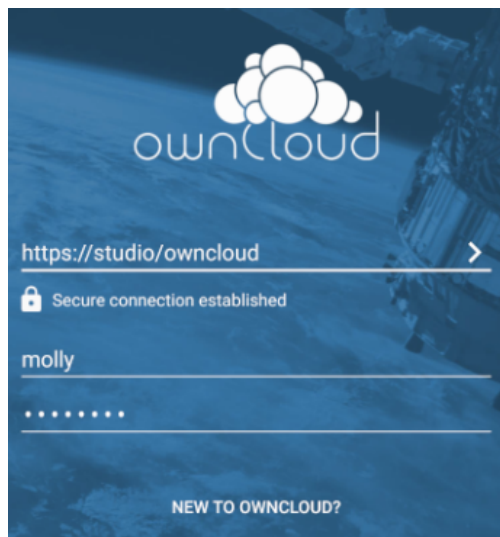 ownCloud
https://studio/owncloud
Secure connection established
molly
••••••••
NEW TO OWNCLOUD?